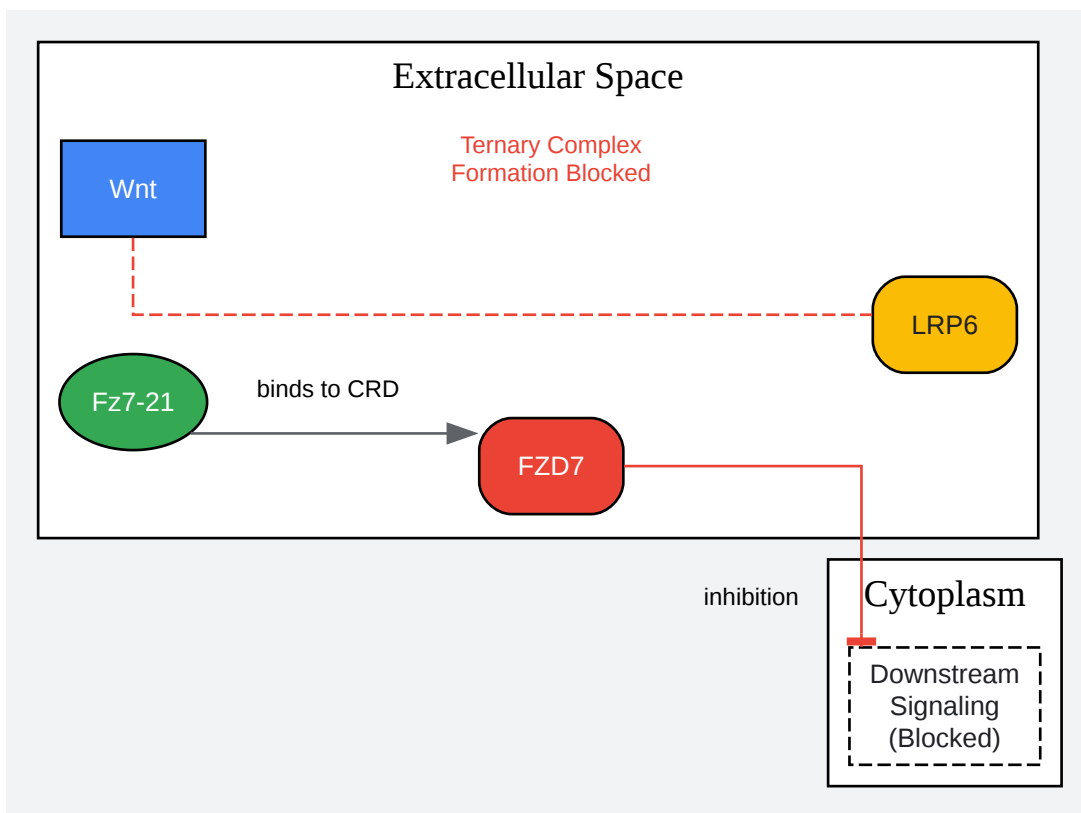 Extracellular Space
Ternary Complex
Formation Blocked
Wnt
LRP6
Fz7-21
binds to CRD
FZD7
inhibition
Cytoplasm
Downstream
Signaling
(Blocked)